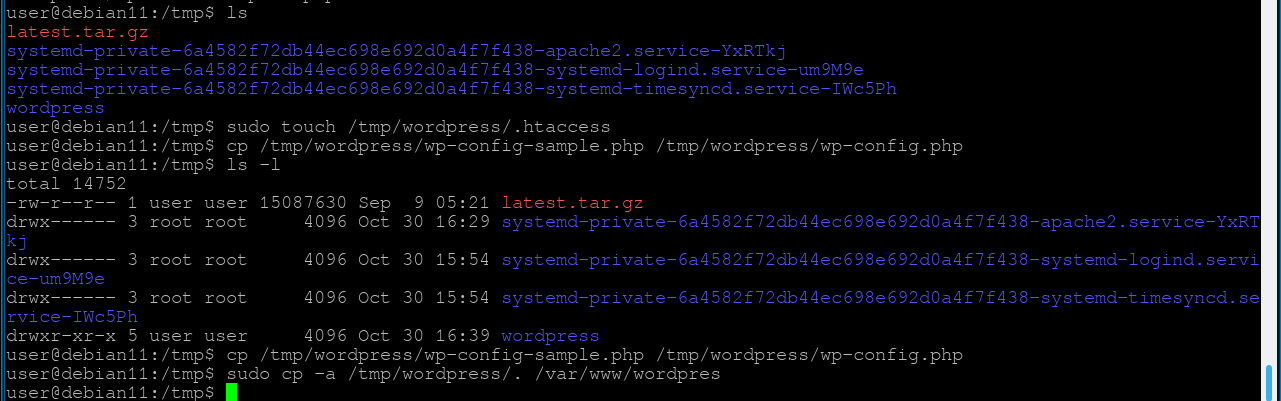 user@debian11:/tmp$ ls
latest.tar.gz
systemd-private-6a4582f72db44ec698e692d0a4f7f438-apache2.service-YxRTkj
systemd-private-6a4582f72db44ec698e692d0a4f7f438-systemd-logind.service-um9M9e
systemd-private-6a4582f72db44ec698e692d0a4f7f438-systemd-timesyncd.service-IWc5Ph
wordpress
user@debian11:/tmp$ sudo touch /tmp/wordpress/.htaccess
user@debian11:/tmp$ cp /tmp/wordpress/wp-config-sample.php /tmp/wordpress/wp-config.php
user@debian11:/tmp$ ls -l
total 14752
-rw-r--r-- 1 user user 15087630 Sep  9 05:21 latest.tar.gz
drwx------ 3 root root     4096 Oct 30 16:29 systemd-private-6a4582f72db44ec698e692d0a4f7f438-apache2.service-YxRT
kj
drwx------ 3 root root     4096 Oct 30 15:54 systemd-private-6a4582f72db44ec698e692d0a4f7f438-systemd-logind.servi
ce-um9M9e
drwx------ 3 root root     4096 Oct 30 15:54 systemd-private-6a4582f72db44ec698e692d0a4f7f438-systemd-timesyncd.se
rvice-IWc5Ph
drwxr-xr-x 5 user user     4096 Oct 30 16:39 wordpress
user@debian11:/tmp$ cp /tmp/wordpress/wp-config-sample.php /tmp/wordpress/wp-config.php
user@debian11:/tmp$ sudo cp -a /tmp/wordpress/. /var/www/wordpres
user@debian11:/tmp$